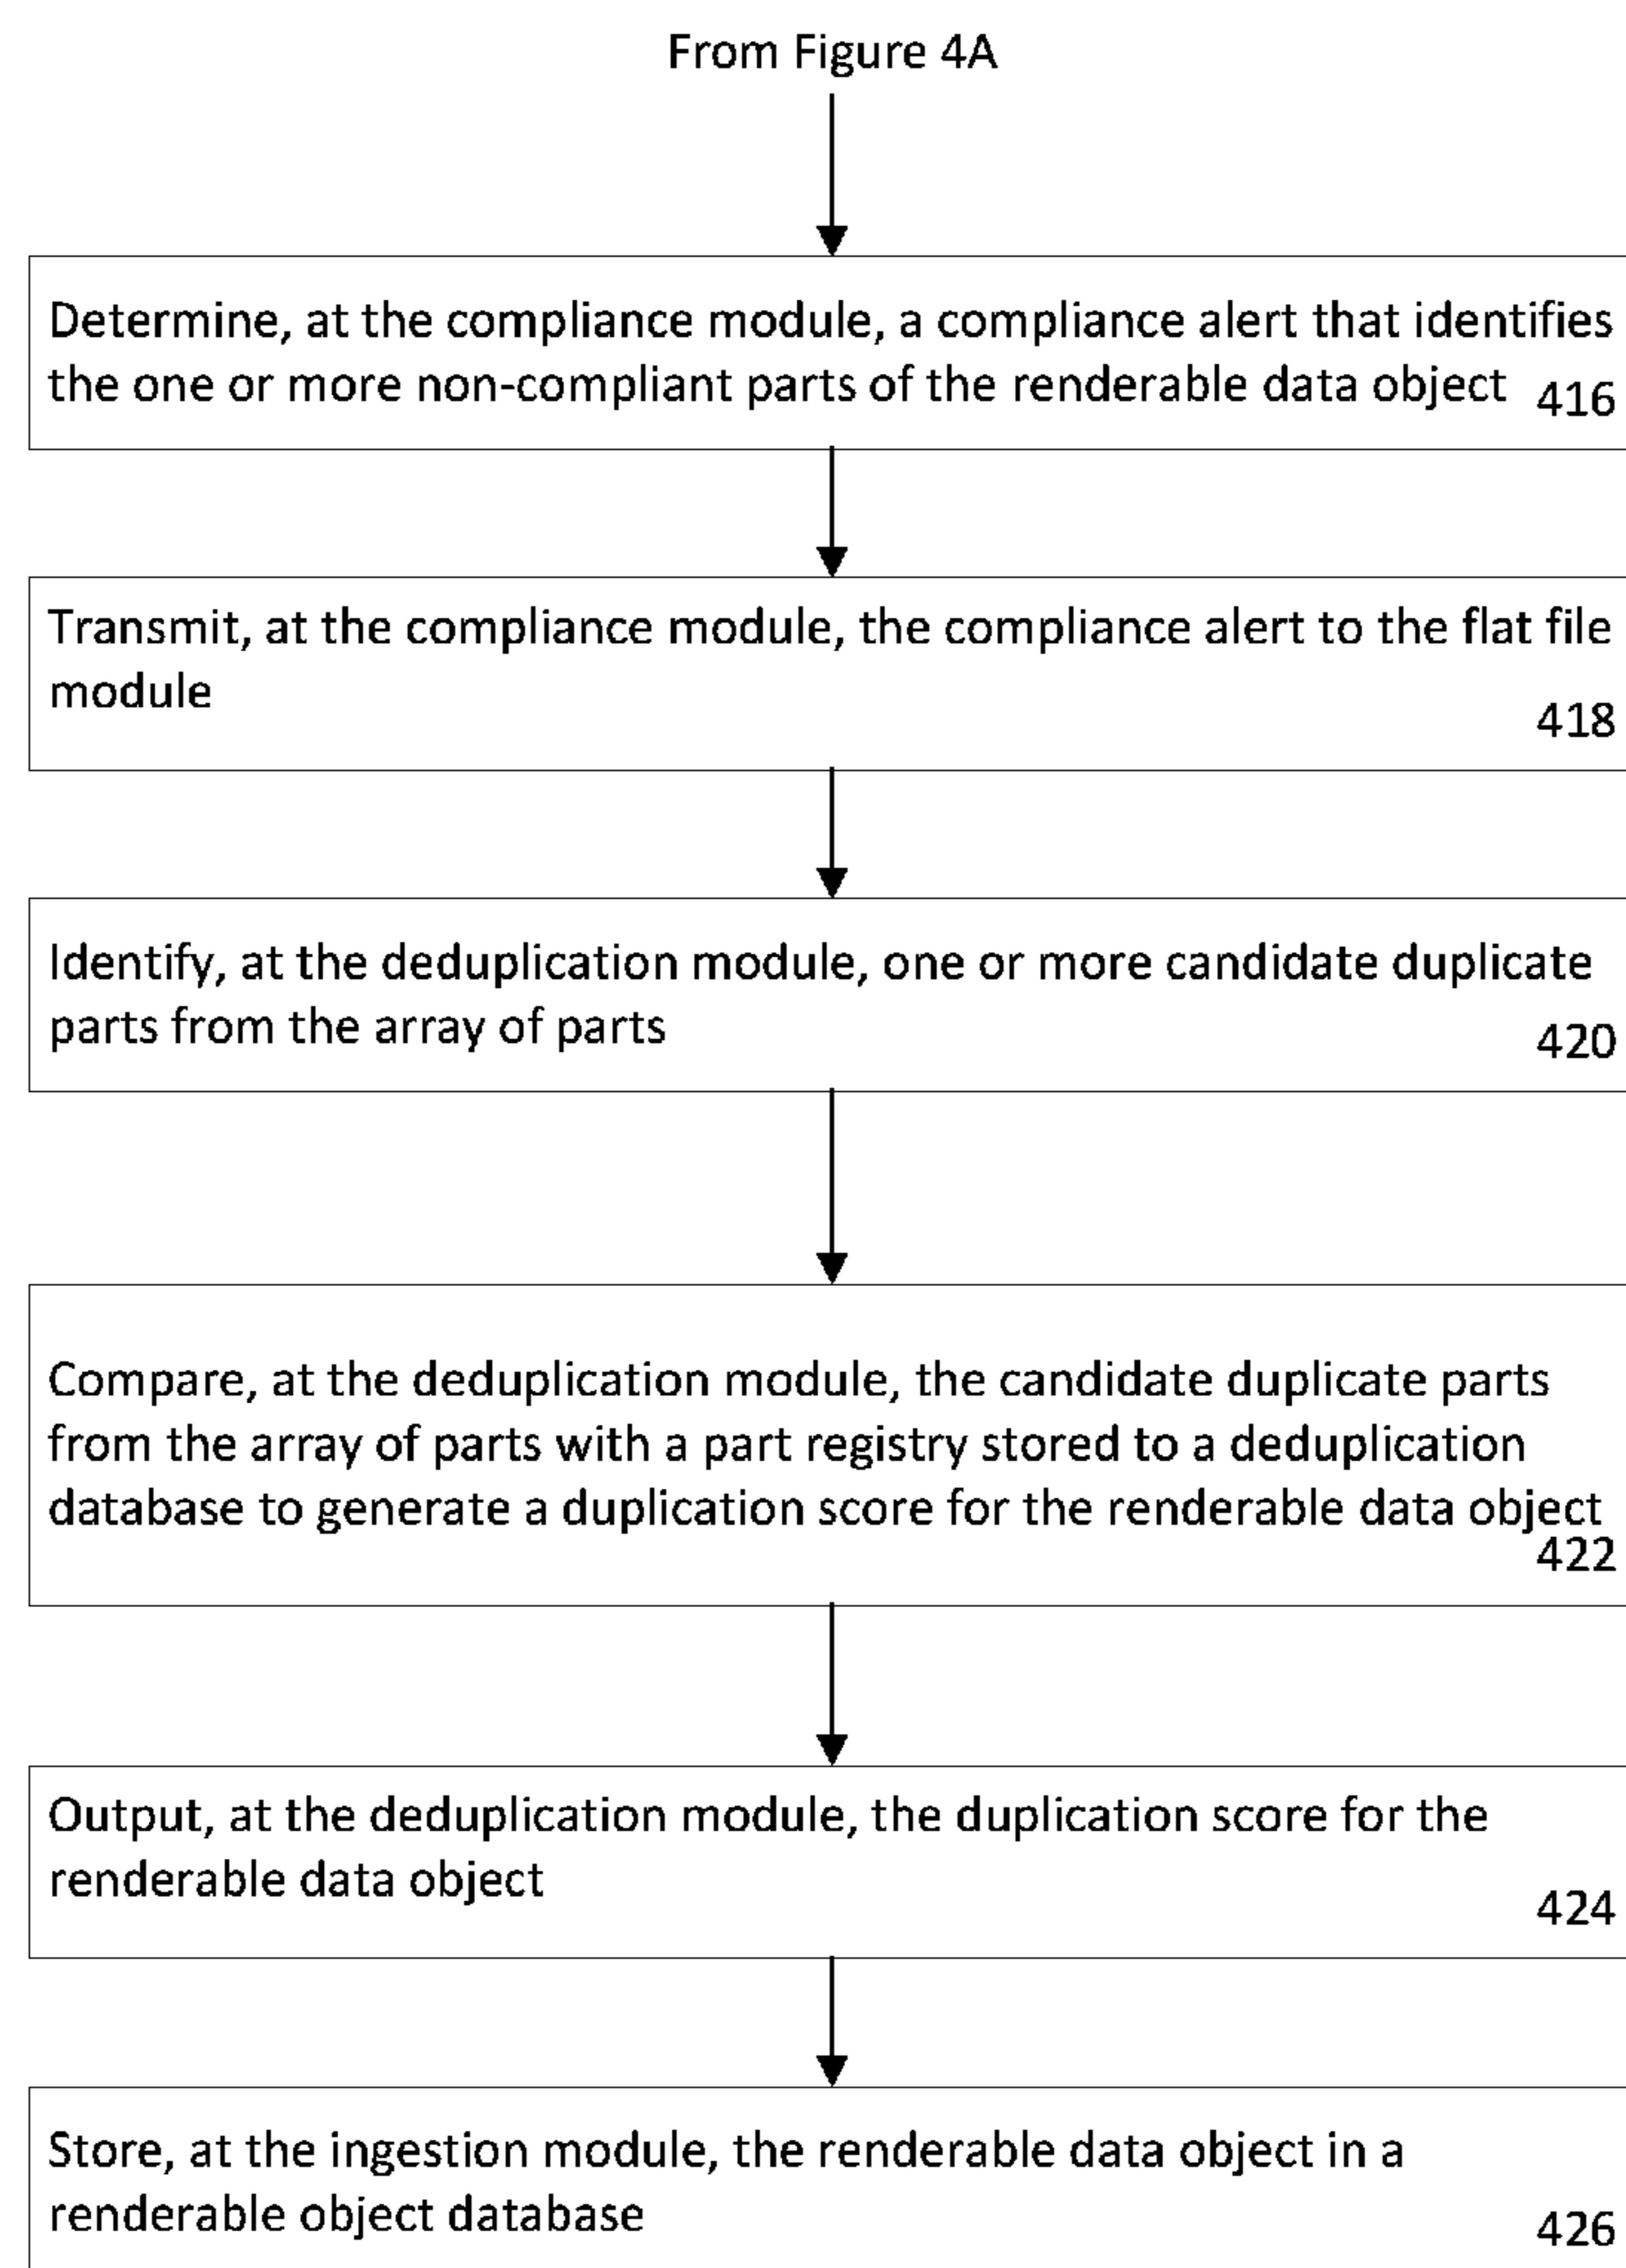 From Figure 4A
Determine, at the compliance module, a compliance alert that identifies
the one or more non-compliant parts of the renderable data object 416
Transmit, at the compliance module, the compliance alert to the flat file
module
418
Identify, at the deduplication module, one or more candidate duplicate
parts from the array of parts
420
Compare, at the deduplication module, the candidate duplicate parts
from the array of parts with a part registry stored to a deduplication
database to generate a duplication score for the renderable data object
422
Output, at the deduplication module, the duplication score for the
renderable data object
424
Store, at the ingestion module, the renderable data object in a
renderable object database
426